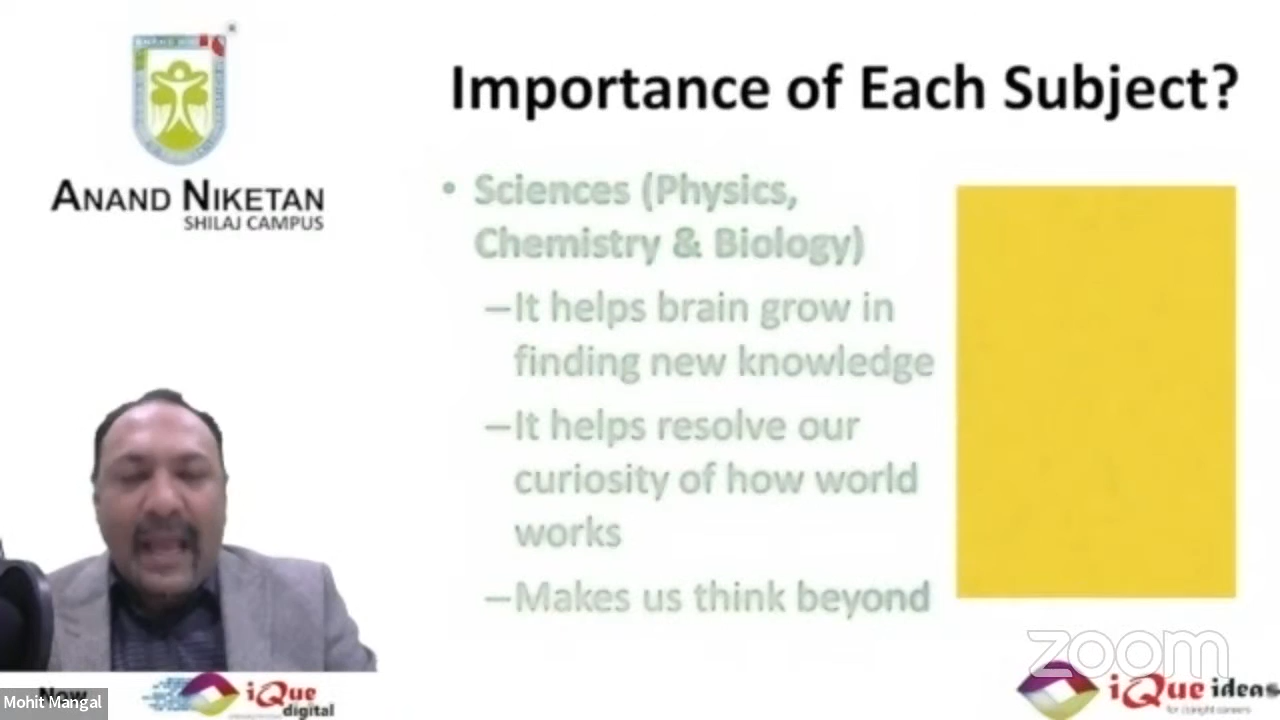 ANAND NIKETAN
SHILAJ CAMPUS
Importance of Each Subject?
• Sciences (Physics,
Chemistry & Biology)
–It helps brain grow in
finding new knowledge
–It helps resolve our
curiosity of how world
works
–Makes us think beyond
zoom
Mohit Mangal
iQue
digital
iQue ideas